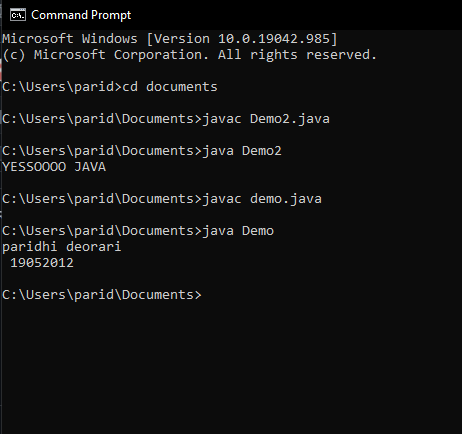 Command Prompt
Microsoft Windows [Version 10.0.19042.985]
(c) Microsoft Corporation. All rights reserved.
C:\Users\parid>cd documents
C:\Users\parid\Documents>javac Demo2.java
C:\Users\parid\Documents>java Demo2
YESSOOOO JAVA
C:\Users\parid\Documents>javac demo.java
C:\Users\parid\Documents>java Demo
paridhi deorari
19052012
C:\Users\parid\Documents>